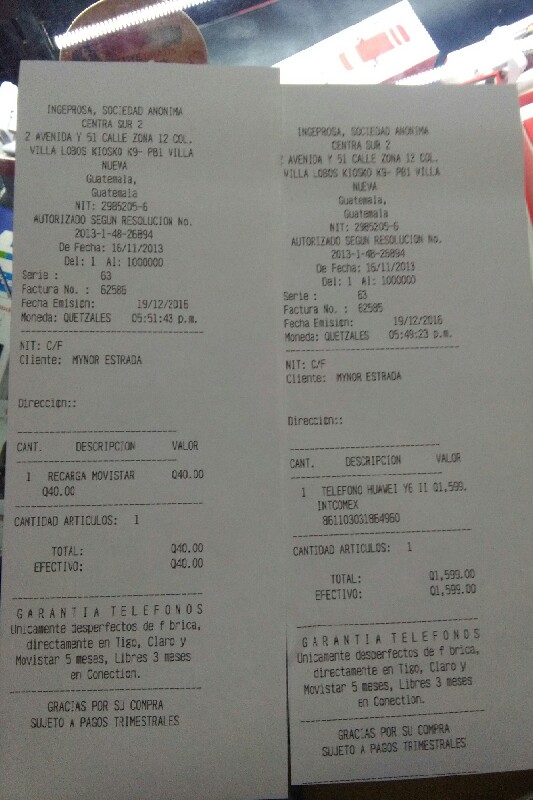 INGEPROSA, SOCIEDAD ANONIMA
CENTRA SUR 2
2 AVENIDA Y 51 CALLE ZONA 12 COL.
VILLA LOBOS KIOSKO K9- PB1 VILLA
NUEVA
Guatemala,
Guatemala
NIT: 2985205-6
AUTORIZADO SEGUN RESOLUCION No.
2013-1-48-26894
De Fecha: 16/11/2013
Del: 1 Al: 1000000
Serie : 63
Factura No. : 62586
Fecha Emision: 19/12/2016
Moneda: QUETZALES 05:51:43 p.m.
NIT: C/F
Cliente: MYNOR ESTRADA
Direccion::
CANT. DESCRIPCION VALOR
1 RECARGA MOVISTAR Q40.00
Q40.00
CANTIDAD ARTICULOS: 1
TOTAL: Q40.00
EFECTIVO: Q40.00
GARANTIA TELEFONOS
Unicamente desperfectos de f brica,
directamente en Tigo, Claro y
Movistar 5 meses, Libres 3 meses
en Conection.
GRACIAS POR SU COMPRA
SUJETO A PAGOS TRIMESTRALES
INGEPROSA, SOCIEDAD ANONIMA
CENTRA SUR 2
2 AVENIDA Y 51 CALLE ZONA 12 COL.
VILLA LOBOS KIOSKO K9- PB1 VILLA
NUEVA
Guatemala,
Guatemala
NIT: 2985205-6
AUTORIZADO SEGUN RESOLUCION No.
2013-1-48-26894
De Fecha: 16/11/2013
Del: 1 Al: 1000000
Serie : 63
Factura No. : 62585
Fecha Emision: 19/12/2016
Moneda: QUETZALES 05:49:23 p.m.
NIT: C/F
Cliente: MYNOR ESTRADA
Direccion::
CANT. DESCRIPCION VALOR
1 TELEFONO HUAWEI Y6 II Q1,599.
INTCOMEX
861103031864960
CANTIDAD ARTICULOS: 1
TOTAL: Q1,599.00
EFECTIVO: Q1,599.00
GARANTIA TELEFONOS
Unicamente desperfectos de f brica,
directamente en Tigo, Claro y
Movistar 5 meses, Libres 3 meses
en Conection.
GRACIAS POR SU COMPRA
SUJETO A PAGOS TRIMESTRALES